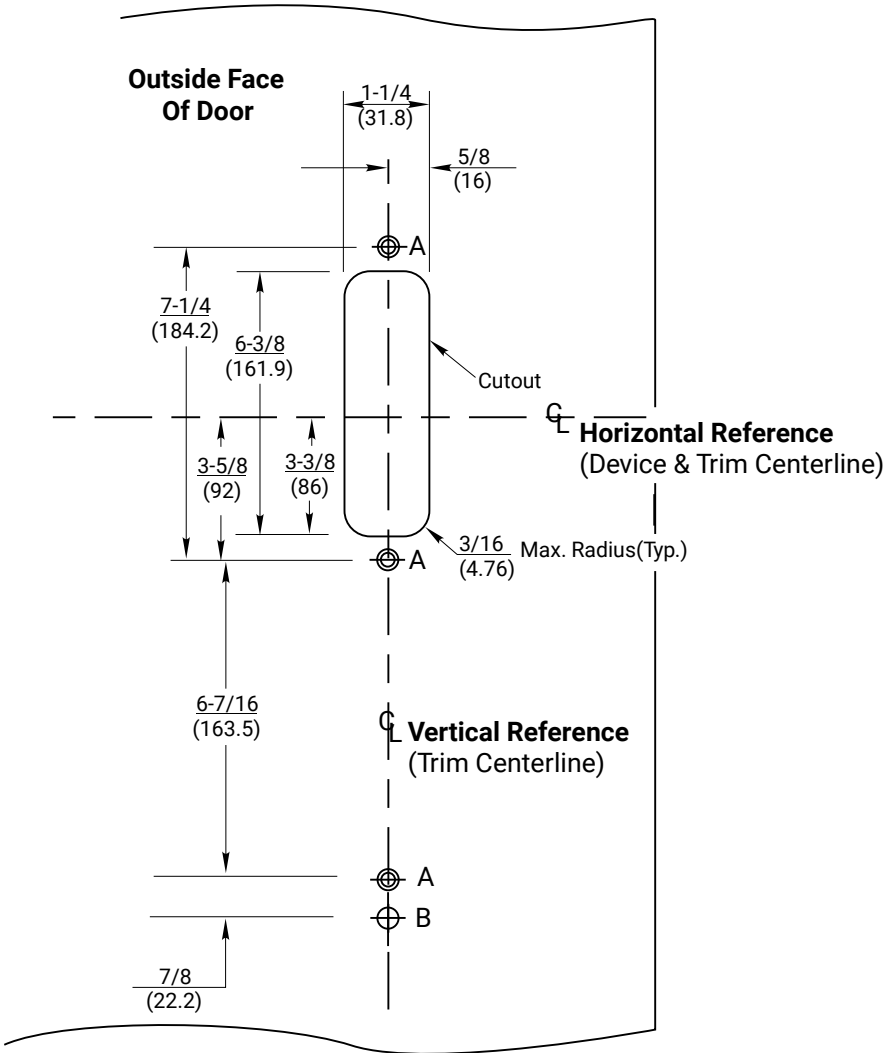 Outside Face
Of Door
1-1/4
(31.8)
5/8
(16)
A
7-1/4
(184.2)
6-3/8
(161.9)
Cutout
CL
Horizontal Reference
(Device & Trim Centerline)
3-5/8
(92)
3-3/8
(86)
3/16
(4.76)
Max. Radius(Typ.)
A
6-7/16
(163.5)
CL
Vertical Reference
(Trim Centerline)
A
B
7/8
(22.2)